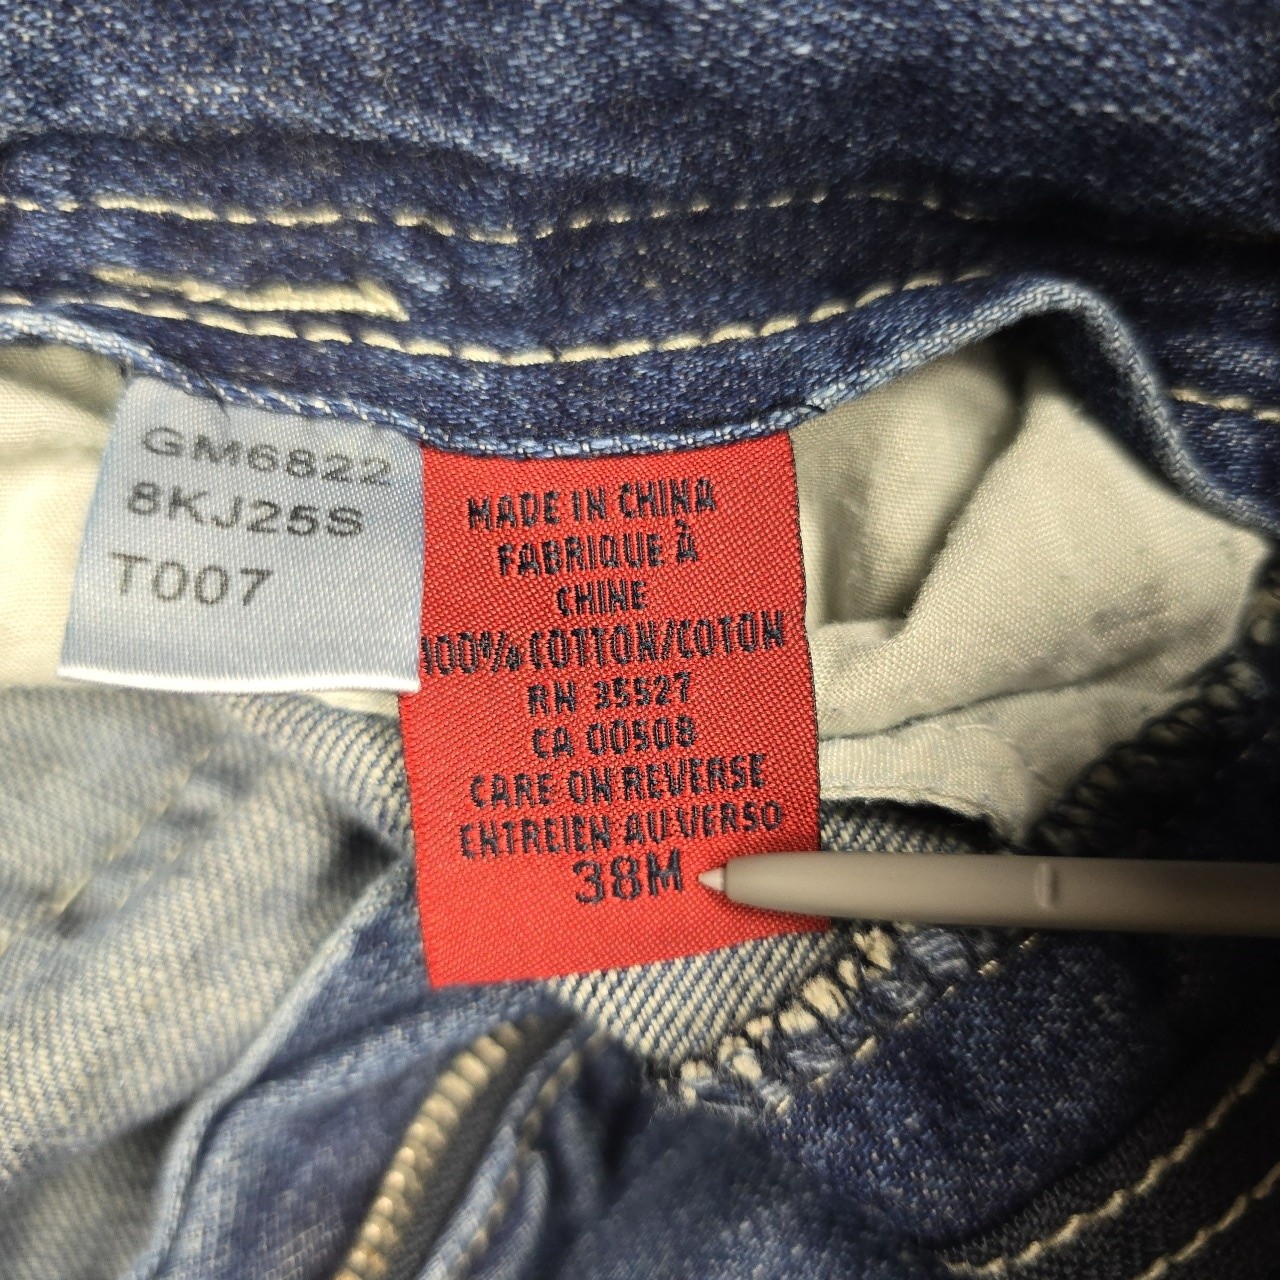 GM6822
8KJ25S
T007
MADE IN CHINA
FABRIQUE À
CHINE
100% COTTON/COTON
RN 35527
CA 00508
CARE ON REVERSE
ENTREIEN AU VERSO
38M